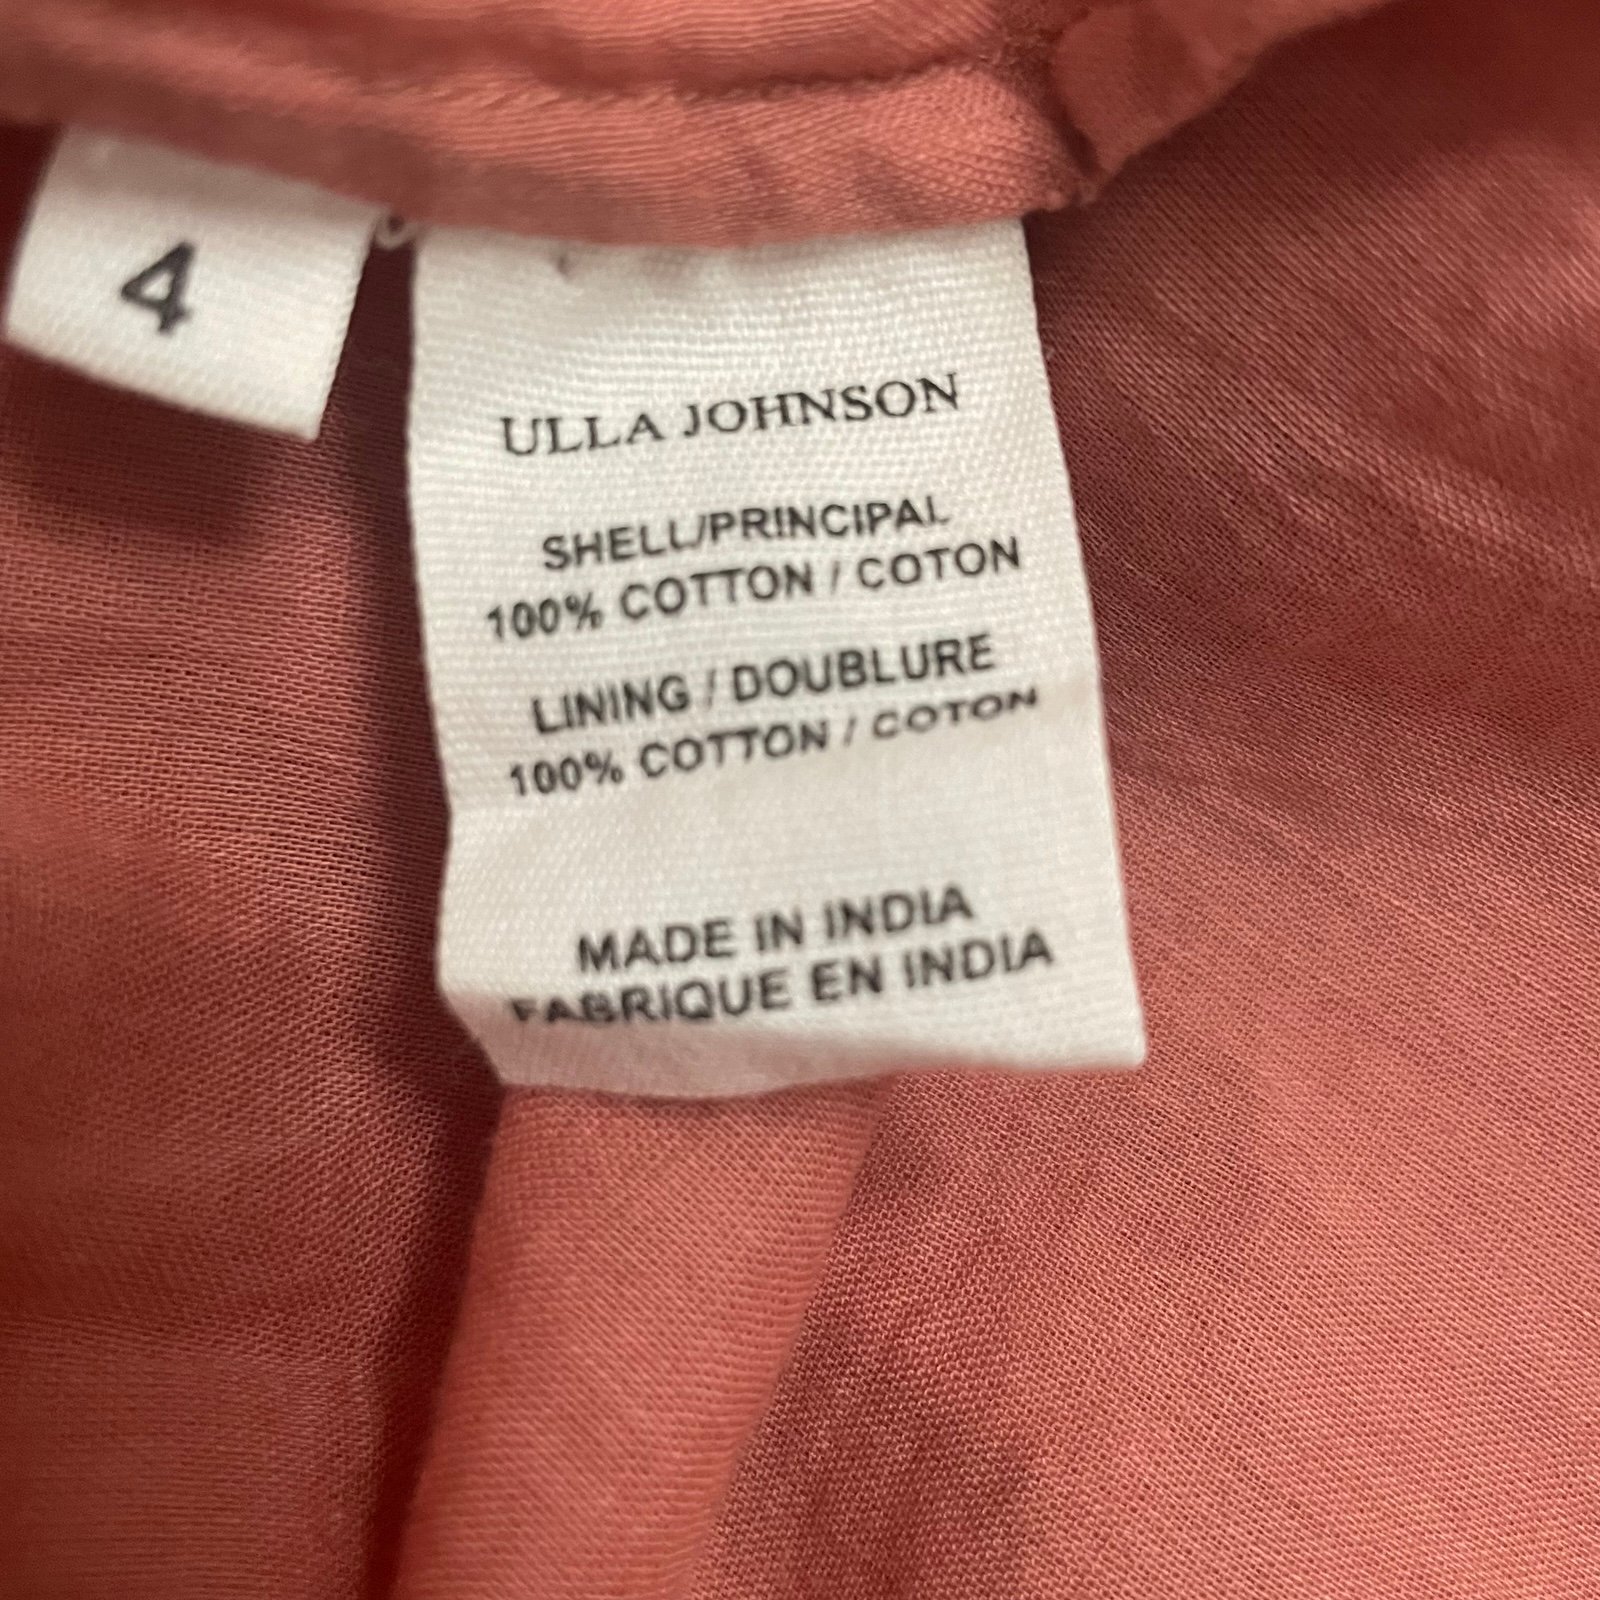 4
ULLA JOHNSON
SHELL/PRINCIPAL
100% COTTON / COTON
LINING / DOUBLURE
100% COTTON / COTON
MADE IN INDIA
FABRIQUE EN INDIA